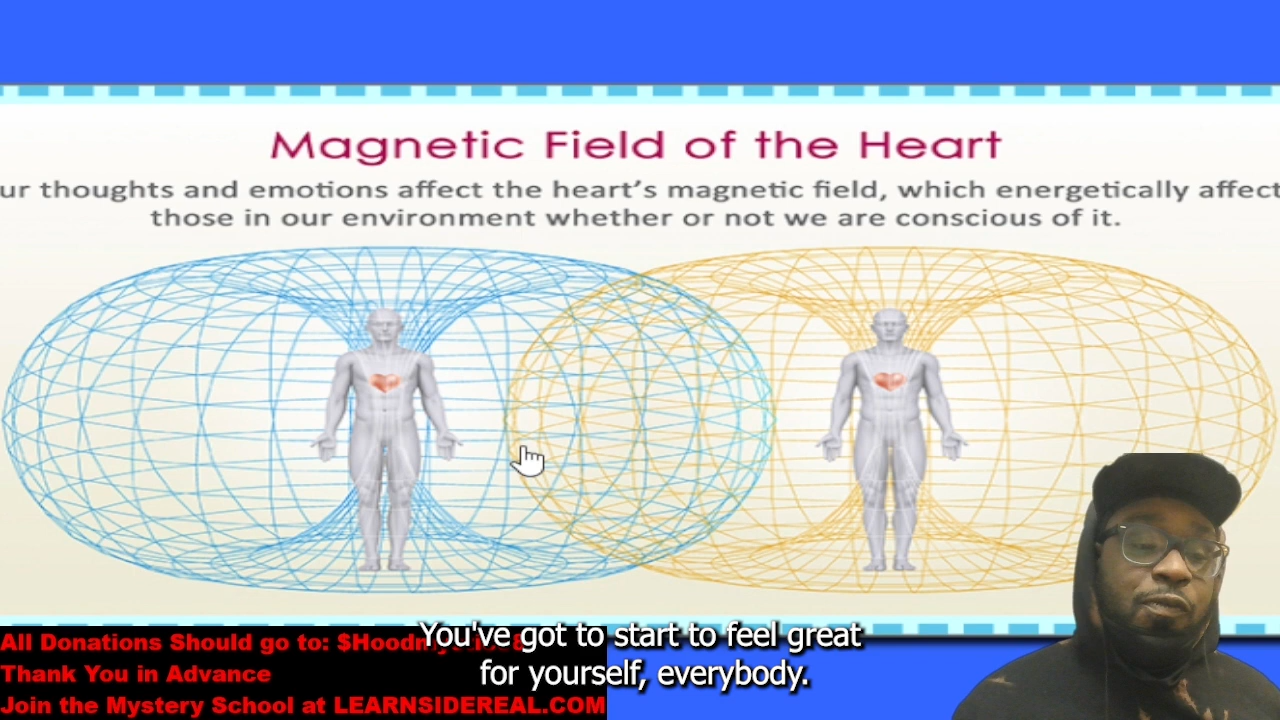 Magnetic Field of the Heart
ur thoughts and emotions affect the heart's magnetic field, which energetically affect
those in our environment whether or not we are conscious of it.
All Donations Should go to:
You've got to start to feel great
Thank You in Advance
for yourself, everybody.
Join the Mystery School at LEARNSIDEREAL.COM